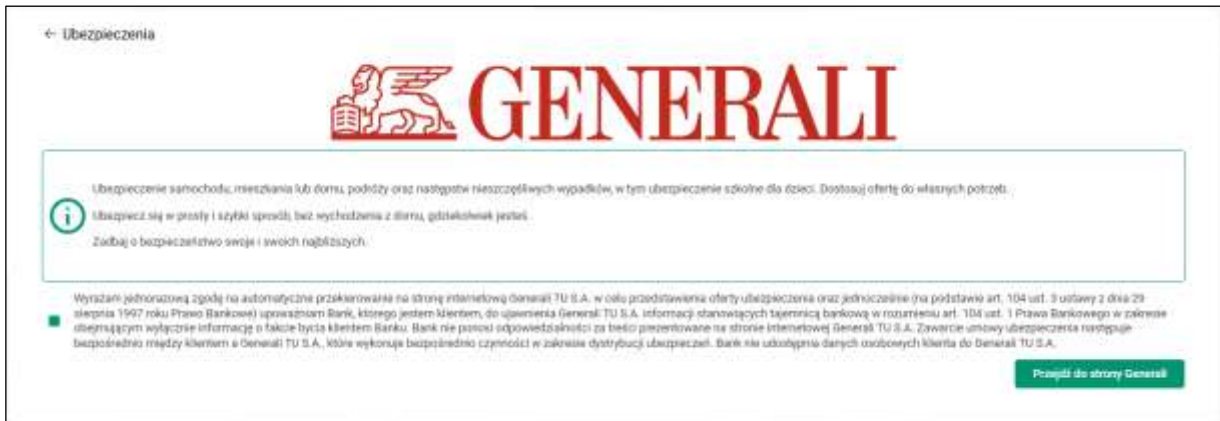 ← Ubezpieczenia
GENERALI
Ubezpieczenie samochodu, mieszkania lub domu, podróży oraz następstw nieszczęśliwych wypadków, w tym ubezpieczenie szkolne dla dzieci. Dostosuj ofertę do własnych potrzeb.
Ubezpiecz się w prosty i szybki sposób, bez wychodzenia z domu, gdziekolwiek jesteś.
Zadbaj o bezpieczeństwo swoje i swoich najbliższych.
Wyrażam jednorazową zgodę na automatyczne przekierowanie na stronę internetową Generali TU S.A. w celu przedstawienia oferty ubezpieczenia oraz jednocześnie (na podstawie art. 104 ust. 3 ustawy z dnia 29
sierpnia 1997 roku Prawo Bankowe) upoważniam Bank, którego jestem klientem, do ujawnienia Generali TU S.A. informacji stanowiących tajemnicą bankową w rozumieniu art. 104 ust. 1 Prawa Bankowego w zakresie
obejmującym wyłącznie informację o fakcie bycia klientem Banku. Bank nie ponosi odpowiedzialności za treści prezentowane na stronie internetowej Generali TU S.A. Zawarcie umowy ubezpieczenia następuje
bezpośrednio między klientem a Generali TU S.A., które wykonuje bezpośrednio czynności w zakresie dystrybucji ubezpieczeń. Bank nie udostępnia danych osobowych klienta do Generali TU S.A.
Przejdź do strony Generali